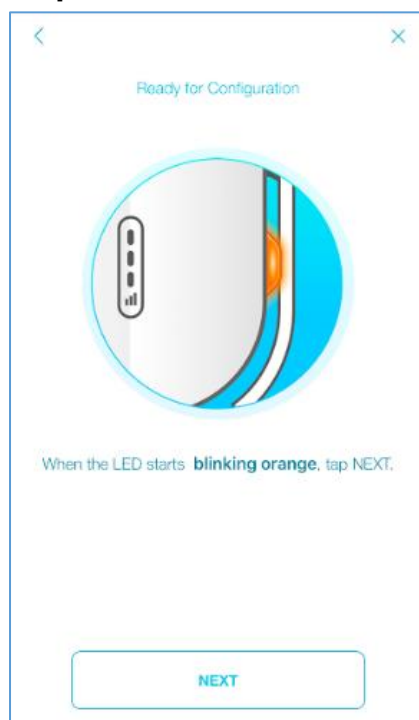 Ready for Configuration
When the LED starts blinking orange, tap NEXT.
NEXT